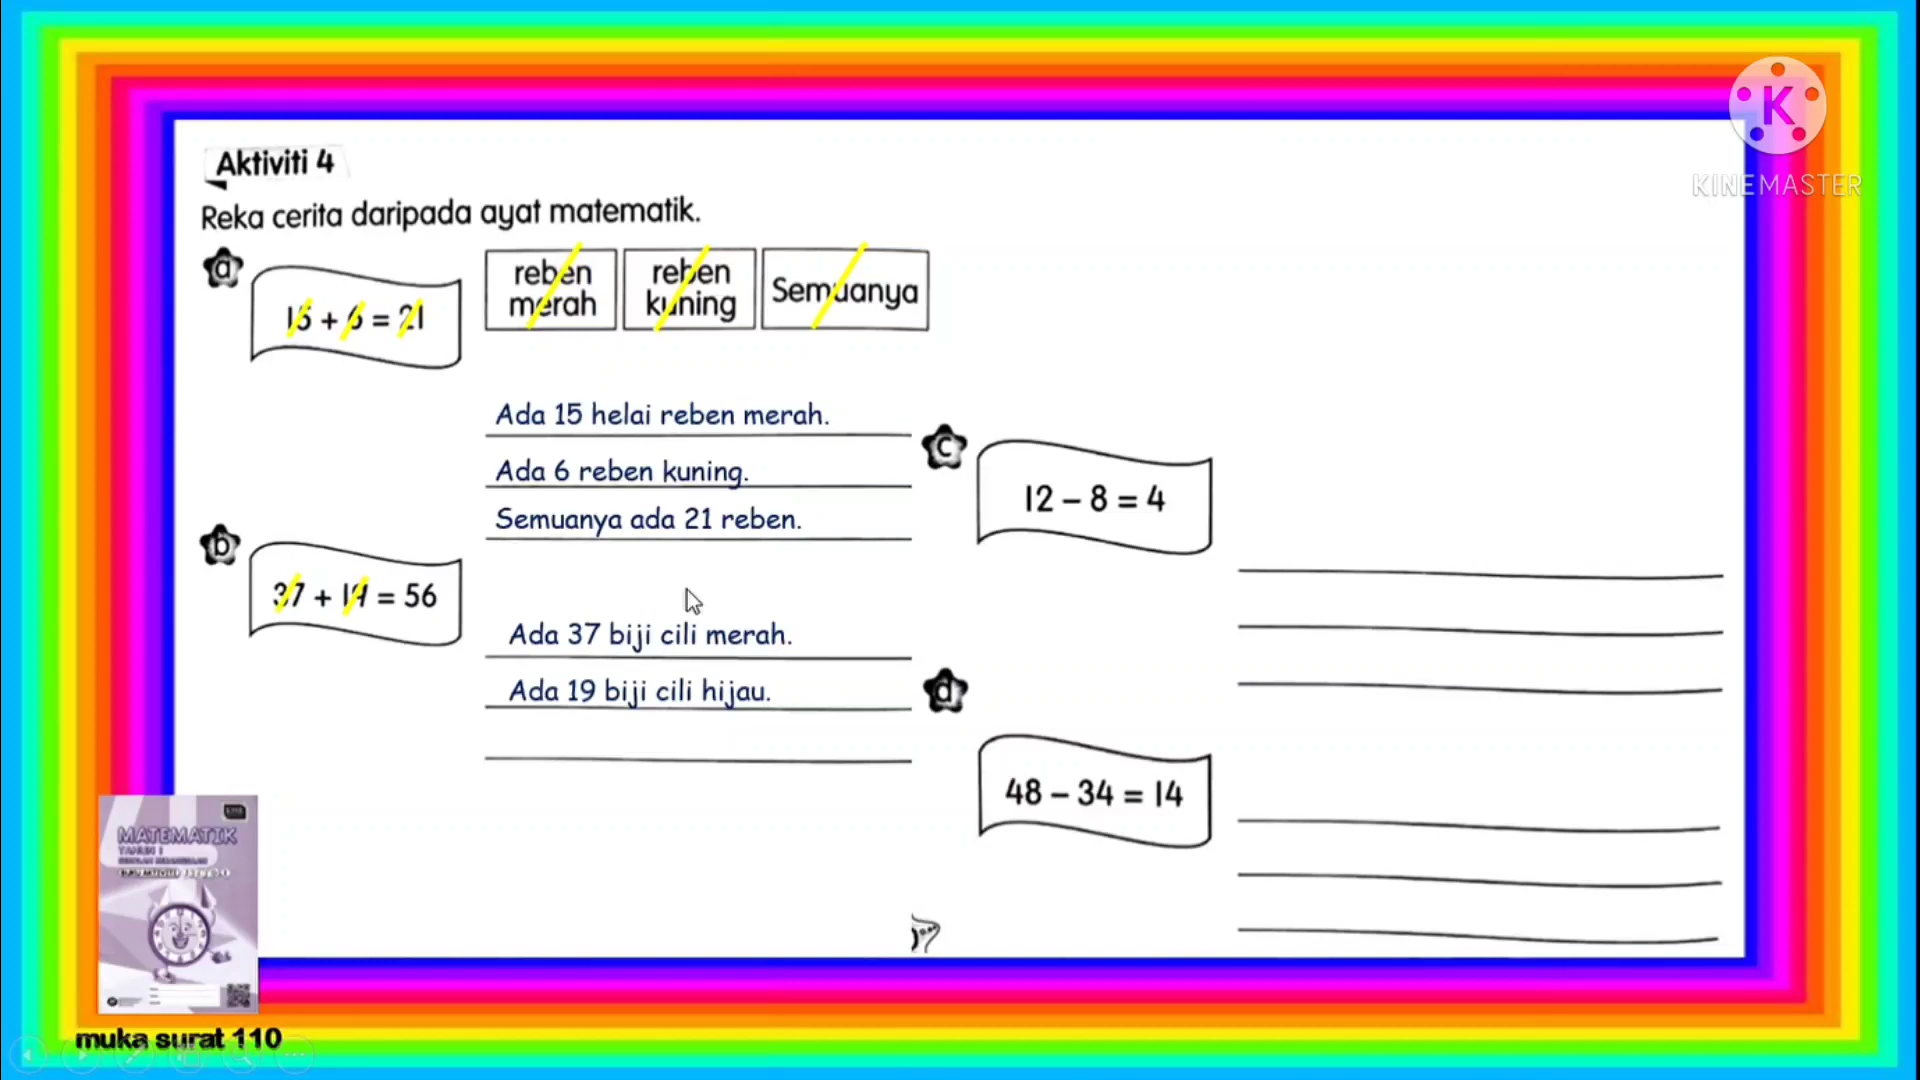 Aktiviti 4
Reka cerita daripada ayat matematik.
a
15 + 6 = 21
reben merah
reben kuning
Semuanya
Ada 15 helai reben merah.
Ada 6 reben kuning.
Semuanya ada 21 reben.
b
37 + 19 = 56
Ada 37 biji cili merah.
Ada 19 biji cili hijau.
c
12 – 8 = 4
d
48 – 34 = 14
K
KINEMASTER
MATEMATIK
TAHUN 1
muka surat 110